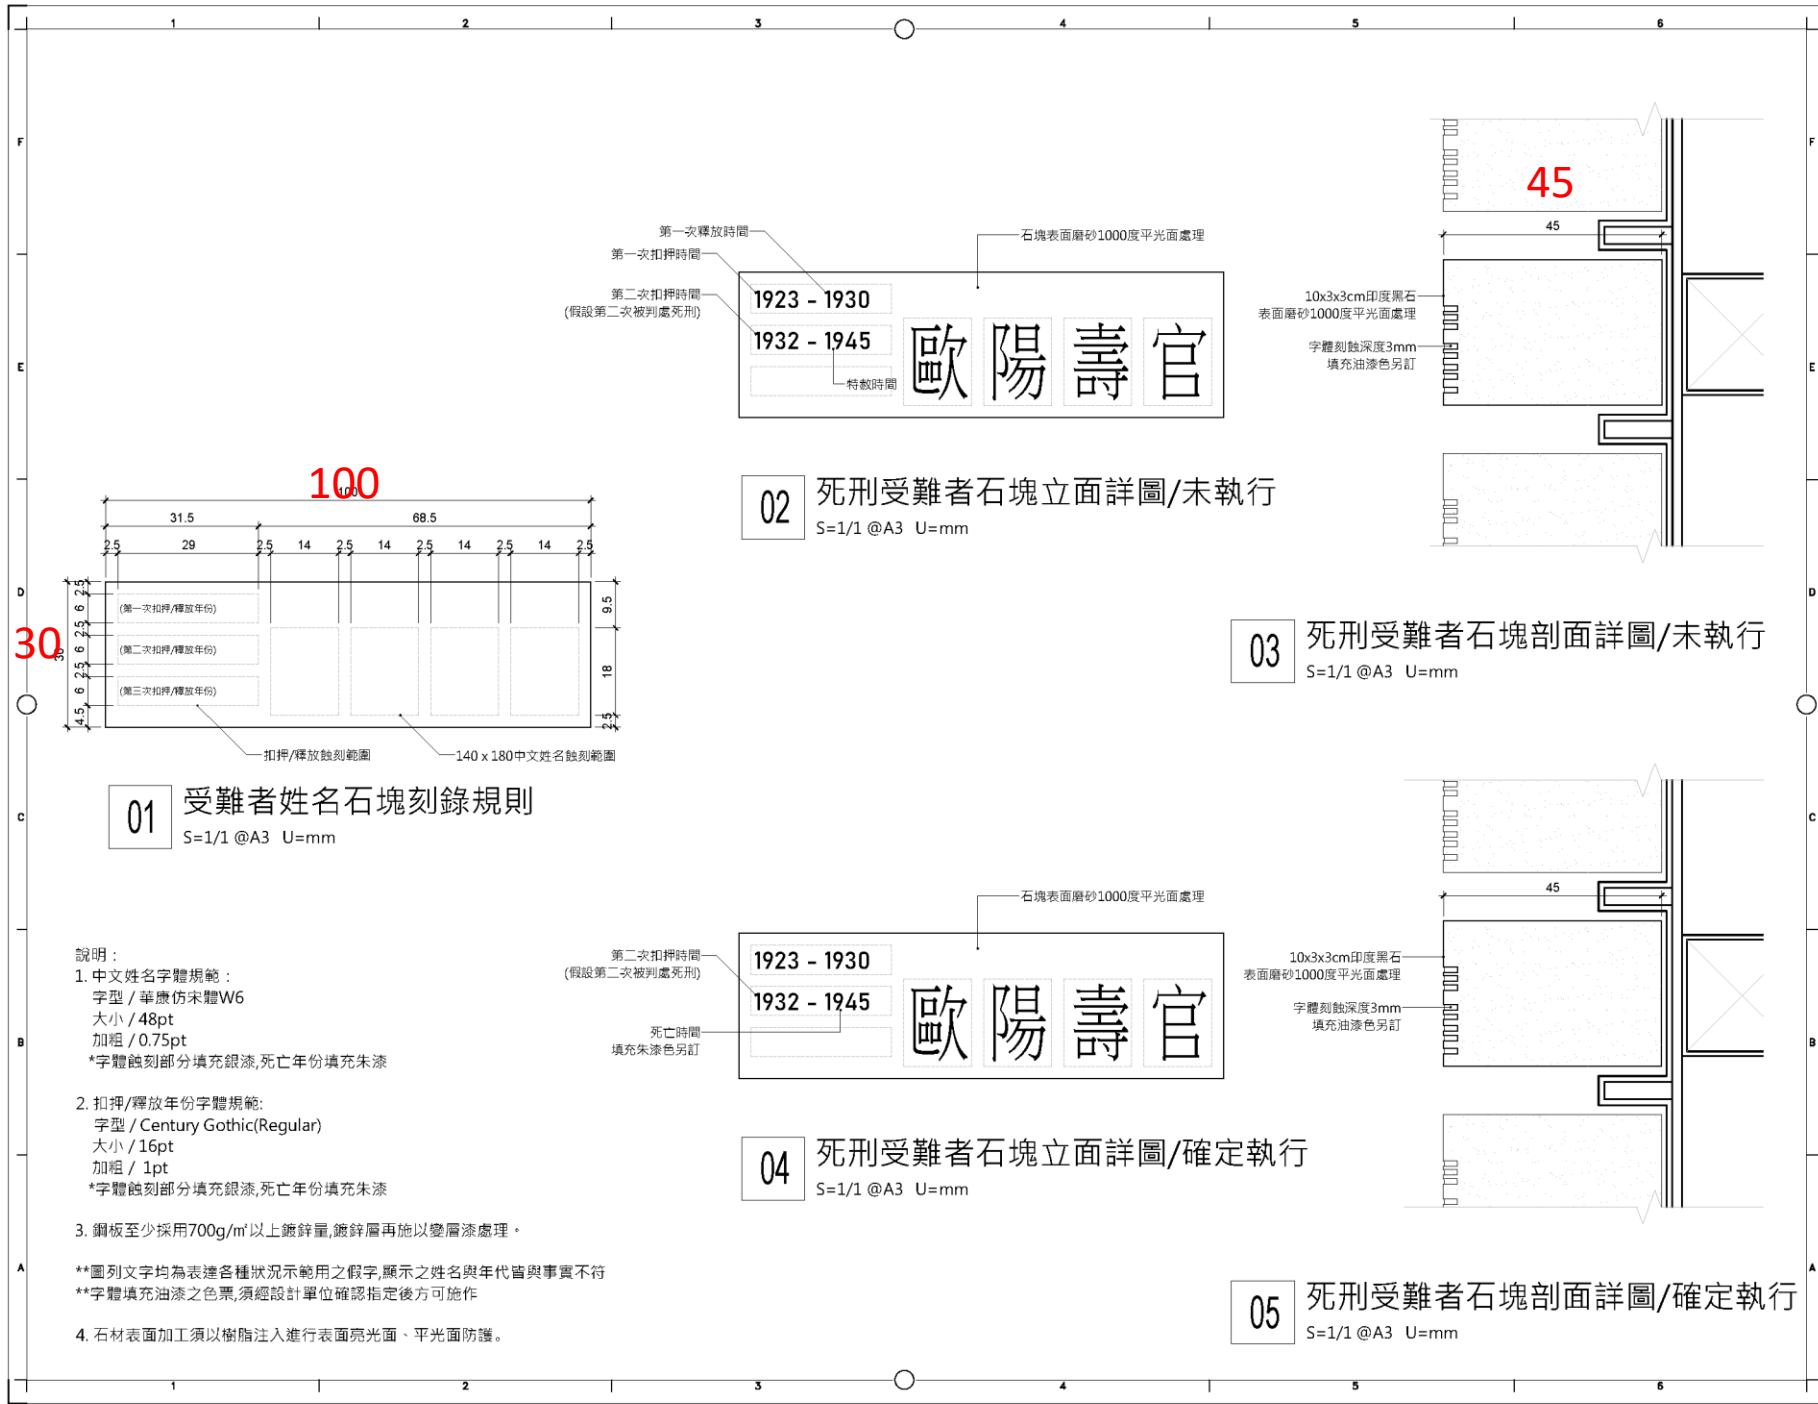 1 2 3 4 5 6
F
E
D
C
B
A
F
E
D
C
B
A
100
100
31.5 68.5
2.5 29 2.5 14 2.5 14 2.5 14 2.5 14 2.5
30
30
2.5
6
2.5
6
2.5
6
4.5
9.5
18
2.5
(第一次扣押/釋放年份)
(第二次扣押/釋放年份)
(第三次扣押/釋放年份)
扣押/釋放蝕刻範圍
140 x 180中文姓名蝕刻範圍
01 受難者姓名石塊刻錄規則
S=1/1 @A3 U=mm
第一次釋放時間
第一次扣押時間
第二次扣押時間
(假設第二次被判處死刑)
石塊表面磨砂1000度平光面處理
1923 - 1930
1932 - 1945
特赦時間
歐陽壽官
02 死刑受難者石塊立面詳圖/未執行
S=1/1 @A3 U=mm
45
45
10x3x3cm印度黑石
表面磨砂1000度平光面處理
字體刻蝕深度3mm
填充油漆色另訂
03 死刑受難者石塊剖面詳圖/未執行
S=1/1 @A3 U=mm
石塊表面磨砂1000度平光面處理
第二次扣押時間
(假設第二次被判處死刑)
1923 - 1930
1932 - 1945
死亡時間
填充朱漆色另訂
歐陽壽官
04 死刑受難者石塊立面詳圖/確定執行
S=1/1 @A3 U=mm
45
10x3x3cm印度黑石
表面磨砂1000度平光面處理
字體刻蝕深度3mm
填充油漆色另訂
05 死刑受難者石塊剖面詳圖/確定執行
S=1/1 @A3 U=mm
說明：
1. 中文姓名字體規範：
字型 / 華康仿宋體W6
大小 / 48pt
加粗 / 0.75pt
*字體蝕刻部分填充銀漆,死亡年份填充朱漆
2. 扣押/釋放年份字體規範:
字型 / Century Gothic(Regular)
大小 / 16pt
加粗 / 1pt
*字體蝕刻部分填充銀漆,死亡年份填充朱漆
3. 鋼板至少採用700g/㎡以上鍍鋅量,鍍鋅層再施以變層漆處理。
**圖列文字均為表達各種狀況示範用之假字,顯示之姓名與年代皆與事實不符
**字體填充油漆之色票,須經設計單位確認指定後方可施作
4. 石材表面加工須以樹脂注入進行表面亮光面、平光面防護。
1 2 3 4 5 6